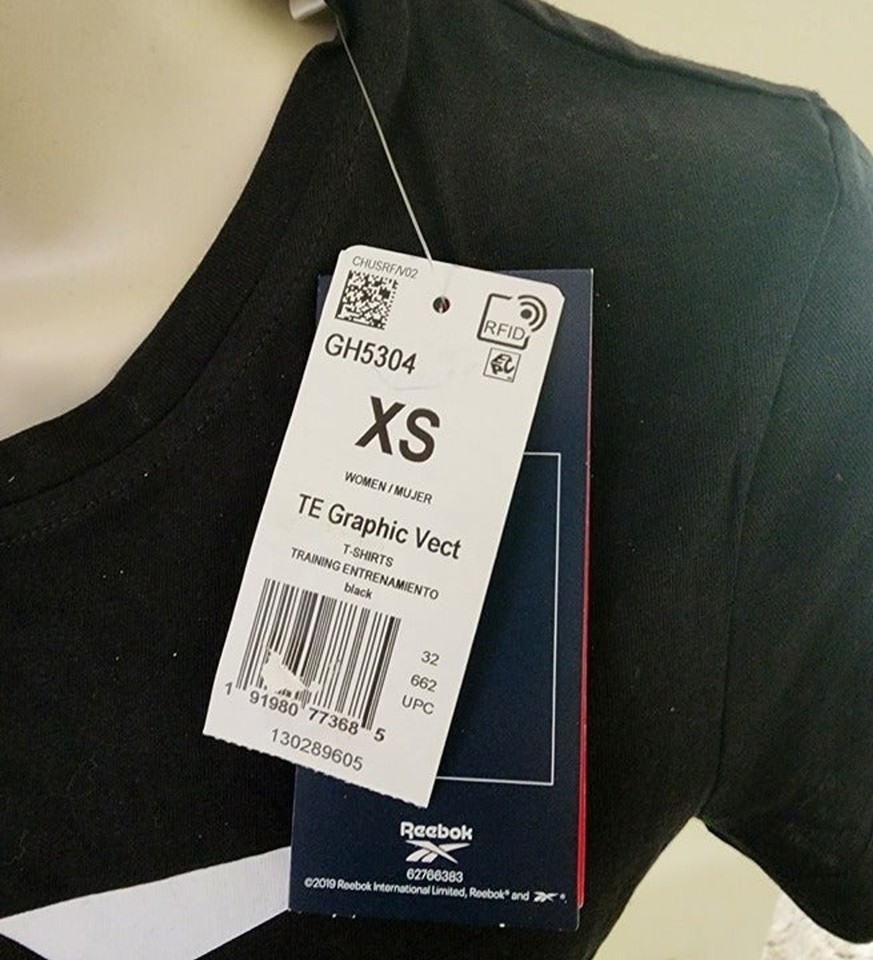 CHUSRF/V02
RFID
GH5304
XS
WOMEN / MUJER
TE Graphic Vect
T-SHIRTS
TRAINING ENTRENAMIENTO
black
32
662
UPC
1 91980 77368 5
130289605
Reebok
62766383
©2019 Reebok International Limited, Reebok® and ®.